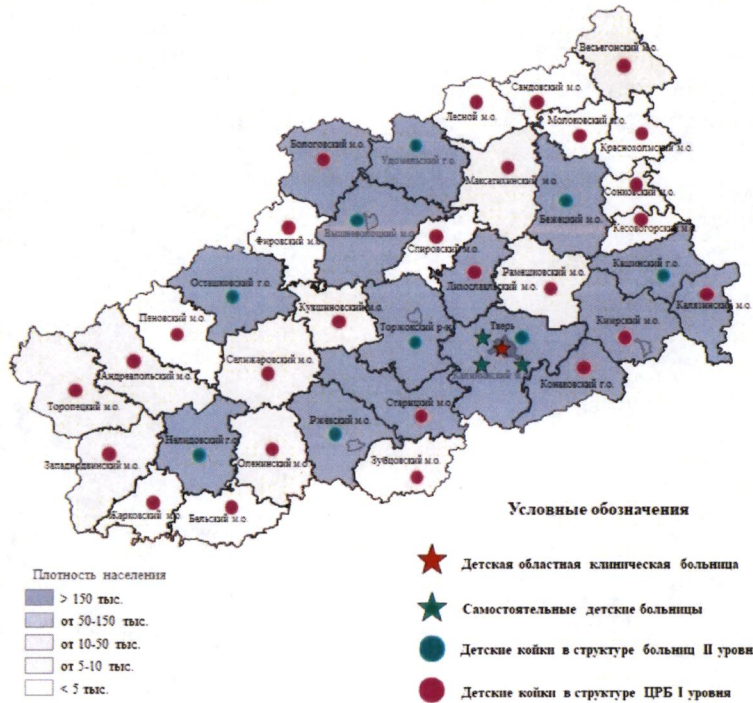 Весьегонский м.о.
Сандовский м.о.
Лесной м.о.
Молоковский м.о.
Краснохолмский м.о.
Бологовский м.о.
Удомельский г.о.
Максатихинский м.о.
Сонковский м.о.
Бежецкий м.о.
Кесовогорский м.о.
Фировский м.о.
Вышневолоцкий м.о.
Спировский м.о.
Кашинский г.о.
Осташковский г.о.
Лихославльский м.о.
Рамешковский м.о.
Калязинский м.о.
Пеновский м.о.
Кувшиновский м.о.
Торжокский р-н
Тверь
Кимрский м.о.
Андреапольский м.о.
Селижаровский м.о.
Калининский м.о.
Конаковский г.о.
Торопецкий м.о.
Старицкий м.о.
Нелидовский г.о.
Ржевский м.о.
Западнодвинский м.о.
Оленинский м.о.
Зубцовский м.о.
Жарковский м.о.
Бельский м.о.
Условные обозначения
Детская областная клиническая больница
Самостоятельные детские больницы
Детские койки в структуре больниц II уровн
Детские койки в структуре ЦРБ I уровня
Плотность населения
> 150 тыс.
от 50-150 тыс.
от 10-50 тыс.
от 5-10 тыс.
< 5 тыс.